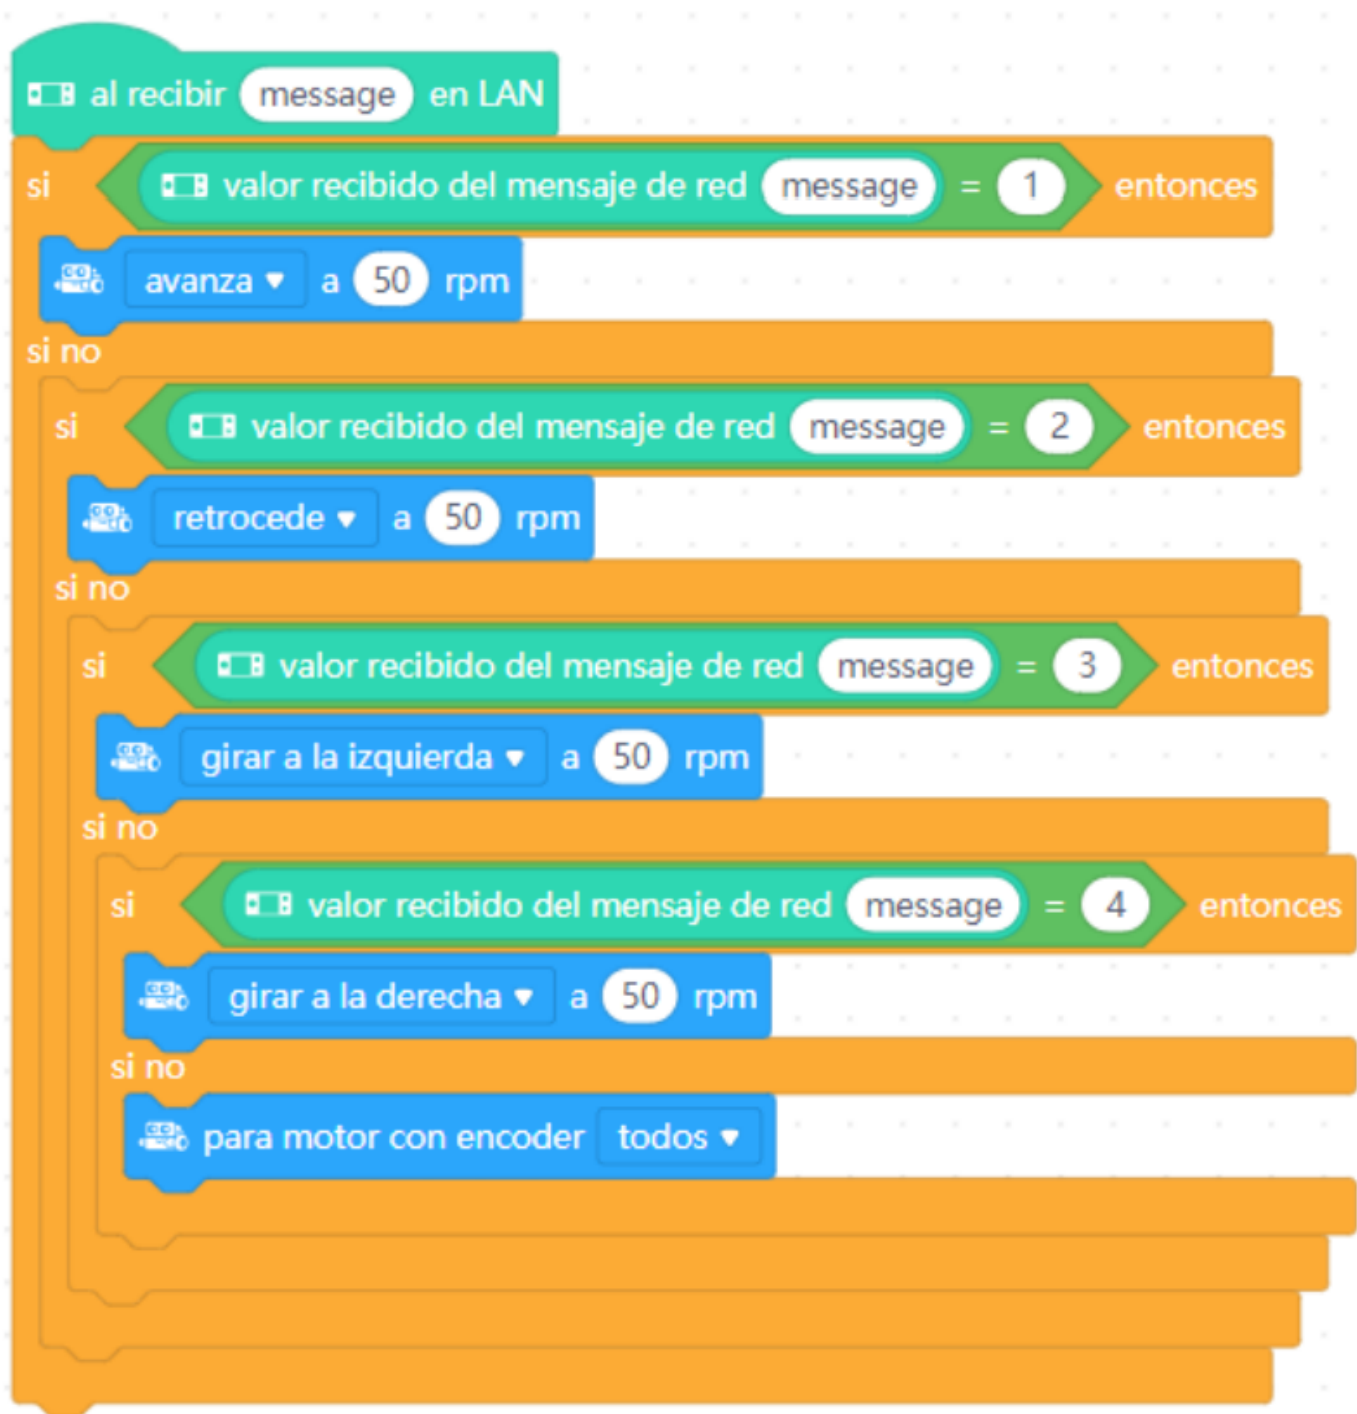 al recibir message en LAN
si valor recibido del mensaje de red message = 1 entonces
avanza a 50 rpm
si no
si valor recibido del mensaje de red message = 2 entonces
retrocede a 50 rpm
si no
si valor recibido del mensaje de red message = 3 entonces
girar a la izquierda a 50 rpm
si no
si valor recibido del mensaje de red message = 4 entonces
girar a la derecha a 50 rpm
si no
para motor con encoder todos